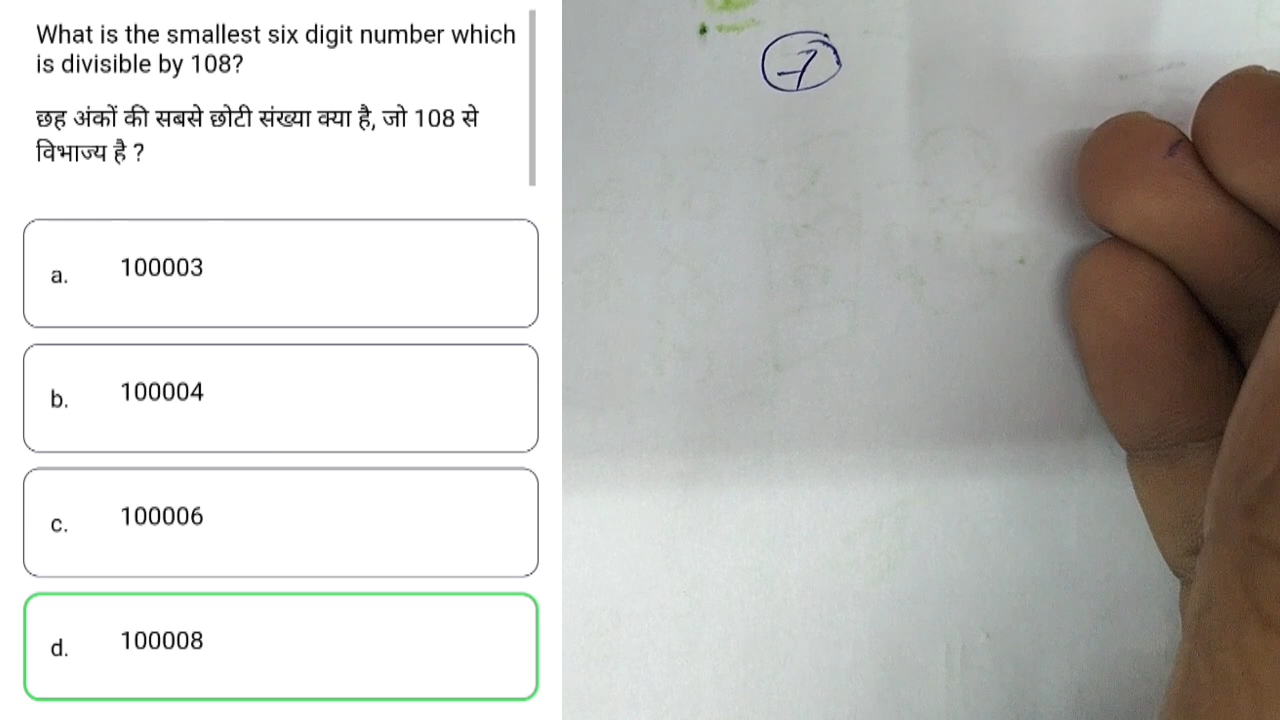 What is the smallest six digit number which
is divisible by 108?
छह अंकों की सबसे छोटी संख्या क्या है, जो 108 से
विभाज्य है ?
a. 100003
b. 100004
c. 100006
d. 100008
7